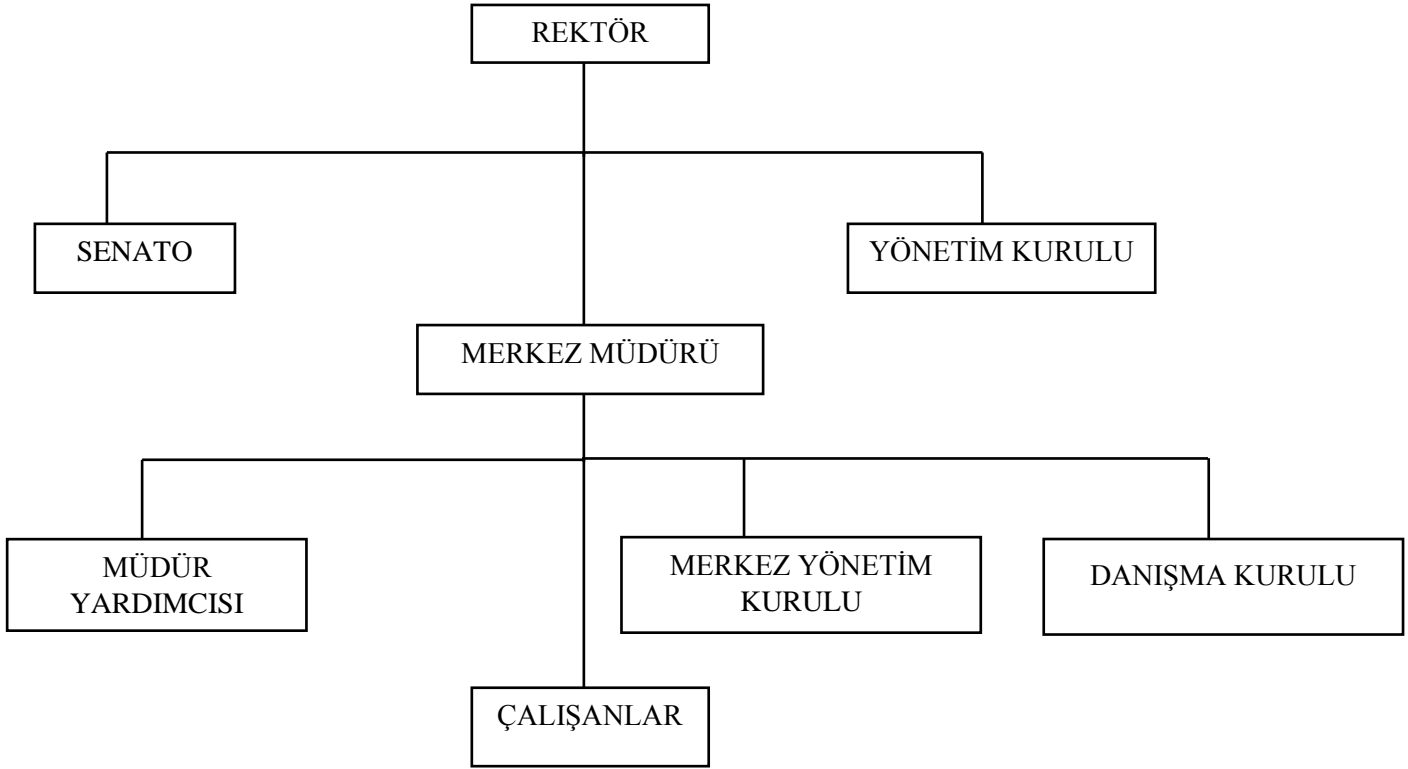 REKTÖR
SENATO
YÖNETİM KURULU
MERKEZ MÜDÜRÜ
MÜDÜR
YARDIMCISI
MERKEZ YÖNETİM
KURULU
DANIŞMA KURULU
ÇALIŞANLAR